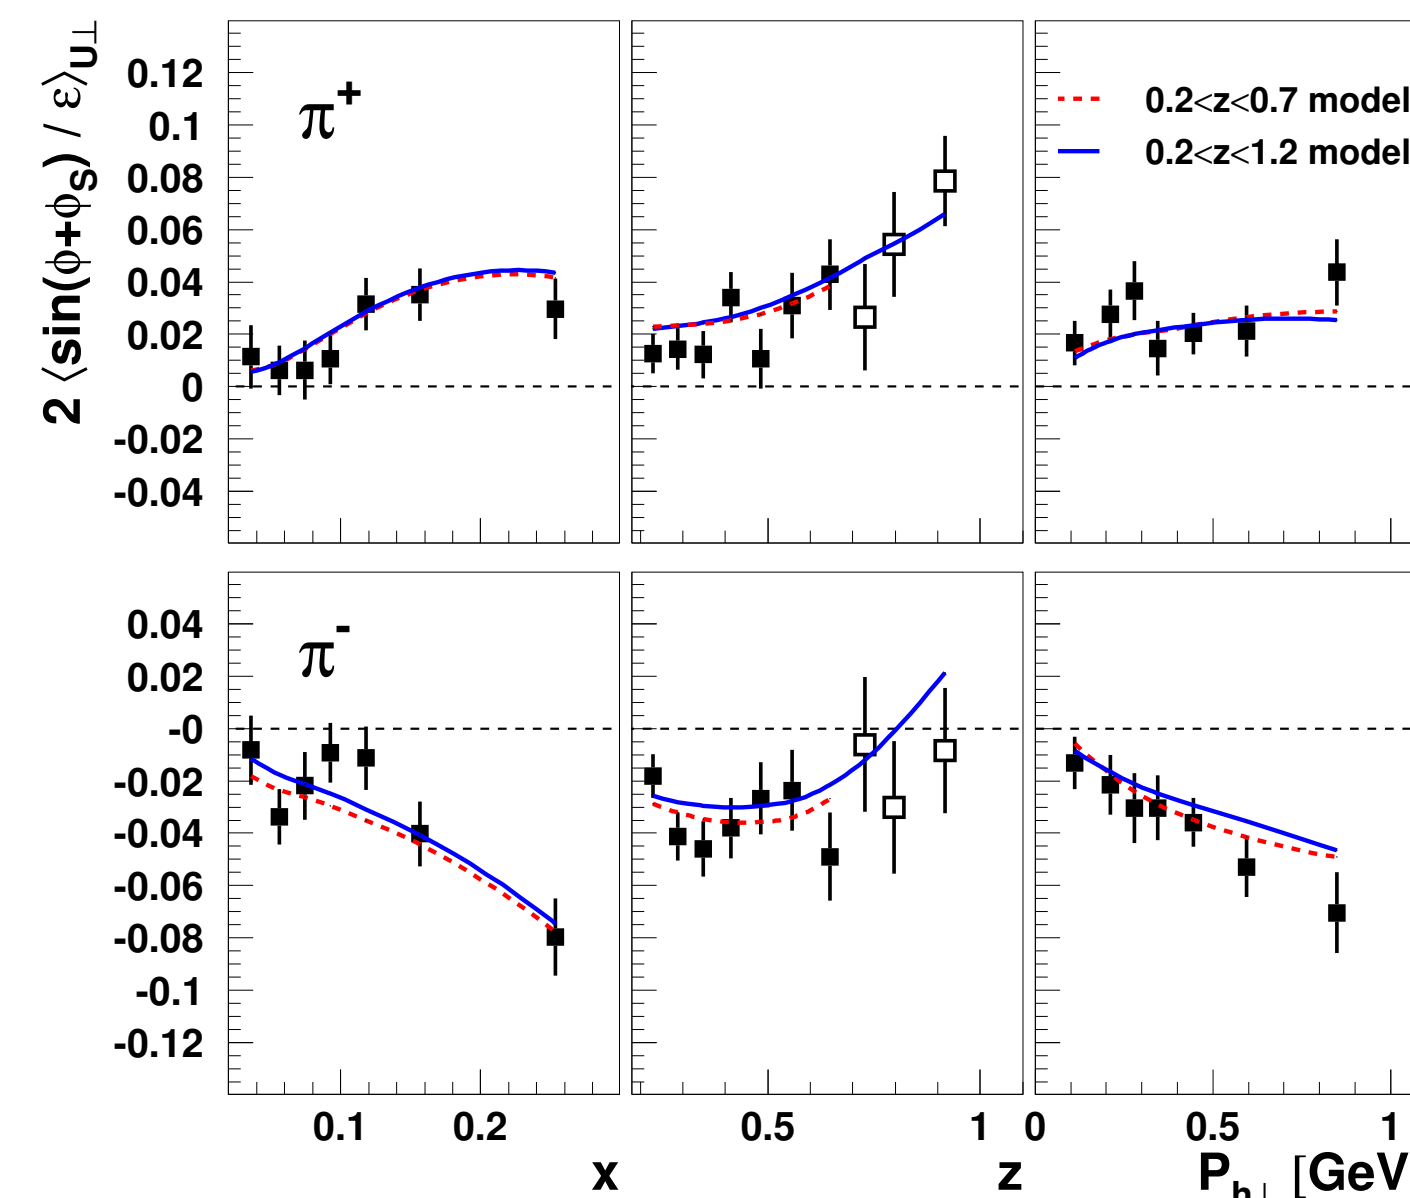 2 ⟨sin(ϕ+ϕS) / ε⟩U⊥
π+
0.2<z<0.7 model
0.2<z<1.2 model
0.12
0.1
0.08
0.06
0.04
0.02
0
-0.02
-0.04
π-
0.04
0.02
-0
-0.02
-0.04
-0.06
-0.08
-0.1
-0.12
0.1 0.2
0.5 1
0 0.5 1
x
z
Ph⊥ [GeV